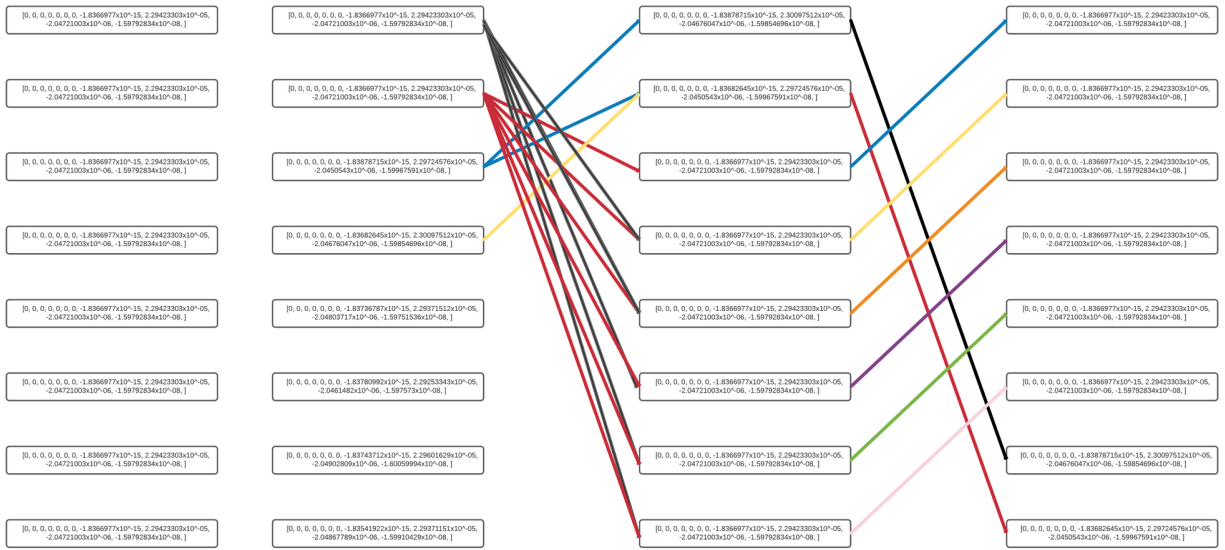 [0, 0, 0, 0, 0, 0, 0, -1.8366977x10^-15, 2.29423303x10^-05,
-2.04721003x10^-06, -1.59792834x10^-08, ]
[0, 0, 0, 0, 0, 0, 0, -1.8366977x10^-15, 2.29423303x10^-05,
-2.04721003x10^-06, -1.59792834x10^-08, ]
[0, 0, 0, 0, 0, 0, 0, -1.8366977x10^-15, 2.29423303x10^-05,
-2.04721003x10^-06, -1.59792834x10^-08, ]
[0, 0, 0, 0, 0, 0, 0, -1.8366977x10^-15, 2.29423303x10^-05,
-2.04721003x10^-06, -1.59792834x10^-08, ]
[0, 0, 0, 0, 0, 0, 0, -1.8366977x10^-15, 2.29423303x10^-05,
-2.04721003x10^-06, -1.59792834x10^-08, ]
[0, 0, 0, 0, 0, 0, 0, -1.8366977x10^-15, 2.29423303x10^-05,
-2.04721003x10^-06, -1.59792834x10^-08, ]
[0, 0, 0, 0, 0, 0, 0, -1.8366977x10^-15, 2.29423303x10^-05,
-2.04721003x10^-06, -1.59792834x10^-08, ]
[0, 0, 0, 0, 0, 0, 0, -1.8366977x10^-15, 2.29423303x10^-05,
-2.04721003x10^-06, -1.59792834x10^-08, ]
[0, 0, 0, 0, 0, 0, 0, -1.8366977x10^-15, 2.29423303x10^-05,
-2.04721003x10^-06, -1.59792834x10^-08, ]
[0, 0, 0, 0, 0, 0, 0, -1.8366977x10^-15, 2.29423303x10^-05,
-2.04721003x10^-06, -1.59792834x10^-08, ]
[0, 0, 0, 0, 0, 0, 0, -1.83878715x10^-15, 2.29724576x10^-05,
-2.0450543x10^-06, -1.59967591x10^-08, ]
[0, 0, 0, 0, 0, 0, 0, -1.83682645x10^-15, 2.30097512x10^-05,
-2.04676047x10^-06, -1.59854696x10^-08, ]
[0, 0, 0, 0, 0, 0, 0, -1.83736787x10^-15, 2.29371512x10^-05,
-2.04803717x10^-06, -1.59751536x10^-08, ]
[0, 0, 0, 0, 0, 0, 0, -1.83780992x10^-15, 2.29253343x10^-05,
-2.0461482x10^-06, -1.597573x10^-08, ]
[0, 0, 0, 0, 0, 0, 0, -1.83743712x10^-15, 2.29601629x10^-05,
-2.04902809x10^-06, -1.60059994x10^-08, ]
[0, 0, 0, 0, 0, 0, 0, -1.83541922x10^-15, 2.29371151x10^-05,
-2.04867789x10^-06, -1.59910429x10^-08, ]
[0, 0, 0, 0, 0, 0, 0, -1.83878715x10^-15, 2.30097512x10^-05,
-2.04676047x10^-06, -1.59854696x10^-08, ]
[0, 0, 0, 0, 0, 0, 0, -1.83682645x10^-15, 2.29724576x10^-05,
-2.0450543x10^-06, -1.59967591x10^-08, ]
[0, 0, 0, 0, 0, 0, 0, -1.8366977x10^-15, 2.29423303x10^-05,
-2.04721003x10^-06, -1.59792834x10^-08, ]
[0, 0, 0, 0, 0, 0, 0, -1.8366977x10^-15, 2.29423303x10^-05,
-2.04721003x10^-06, -1.59792834x10^-08, ]
[0, 0, 0, 0, 0, 0, 0, -1.8366977x10^-15, 2.29423303x10^-05,
-2.04721003x10^-06, -1.59792834x10^-08, ]
[0, 0, 0, 0, 0, 0, 0, -1.8366977x10^-15, 2.29423303x10^-05,
-2.04721003x10^-06, -1.59792834x10^-08, ]
[0, 0, 0, 0, 0, 0, 0, -1.8366977x10^-15, 2.29423303x10^-05,
-2.04721003x10^-06, -1.59792834x10^-08, ]
[0, 0, 0, 0, 0, 0, 0, -1.8366977x10^-15, 2.29423303x10^-05,
-2.04721003x10^-06, -1.59792834x10^-08, ]
[0, 0, 0, 0, 0, 0, 0, -1.8366977x10^-15, 2.29423303x10^-05,
-2.04721003x10^-06, -1.59792834x10^-08, ]
[0, 0, 0, 0, 0, 0, 0, -1.8366977x10^-15, 2.29423303x10^-05,
-2.04721003x10^-06, -1.59792834x10^-08, ]
[0, 0, 0, 0, 0, 0, 0, -1.8366977x10^-15, 2.29423303x10^-05,
-2.04721003x10^-06, -1.59792834x10^-08, ]
[0, 0, 0, 0, 0, 0, 0, -1.8366977x10^-15, 2.29423303x10^-05,
-2.04721003x10^-06, -1.59792834x10^-08, ]
[0, 0, 0, 0, 0, 0, 0, -1.8366977x10^-15, 2.29423303x10^-05,
-2.04721003x10^-06, -1.59792834x10^-08, ]
[0, 0, 0, 0, 0, 0, 0, -1.8366977x10^-15, 2.29423303x10^-05,
-2.04721003x10^-06, -1.59792834x10^-08, ]
[0, 0, 0, 0, 0, 0, 0, -1.83878715x10^-15, 2.30097512x10^-05,
-2.04676047x10^-06, -1.59854696x10^-08, ]
[0, 0, 0, 0, 0, 0, 0, -1.83682645x10^-15, 2.29724576x10^-05,
-2.0450543x10^-06, -1.59967591x10^-08, ]